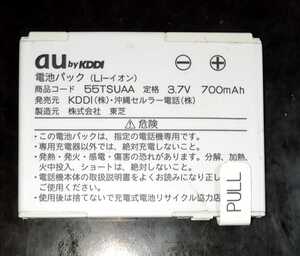 au by KDDI
電池パック（Liーイオン）
商品コード 55TSUAA 定格 3.7V 700mAh
発売元 KDDI（株）・沖縄セルラー電話（株）
製造元 株式会社 東芝
⚠危険
・この電池パックは、指定の電話機専用です。
専用の充電器以外では、絶対に充電しないこと。
・発熱・発火・感電・傷害の恐れあり。分解、加熱、
火中投入、ショートは、絶対しないこと。
・電話機本体の取扱説明書をよくお読みになり正し
・使用後は捨てないで充電式電池リサイクル協力店
PULL